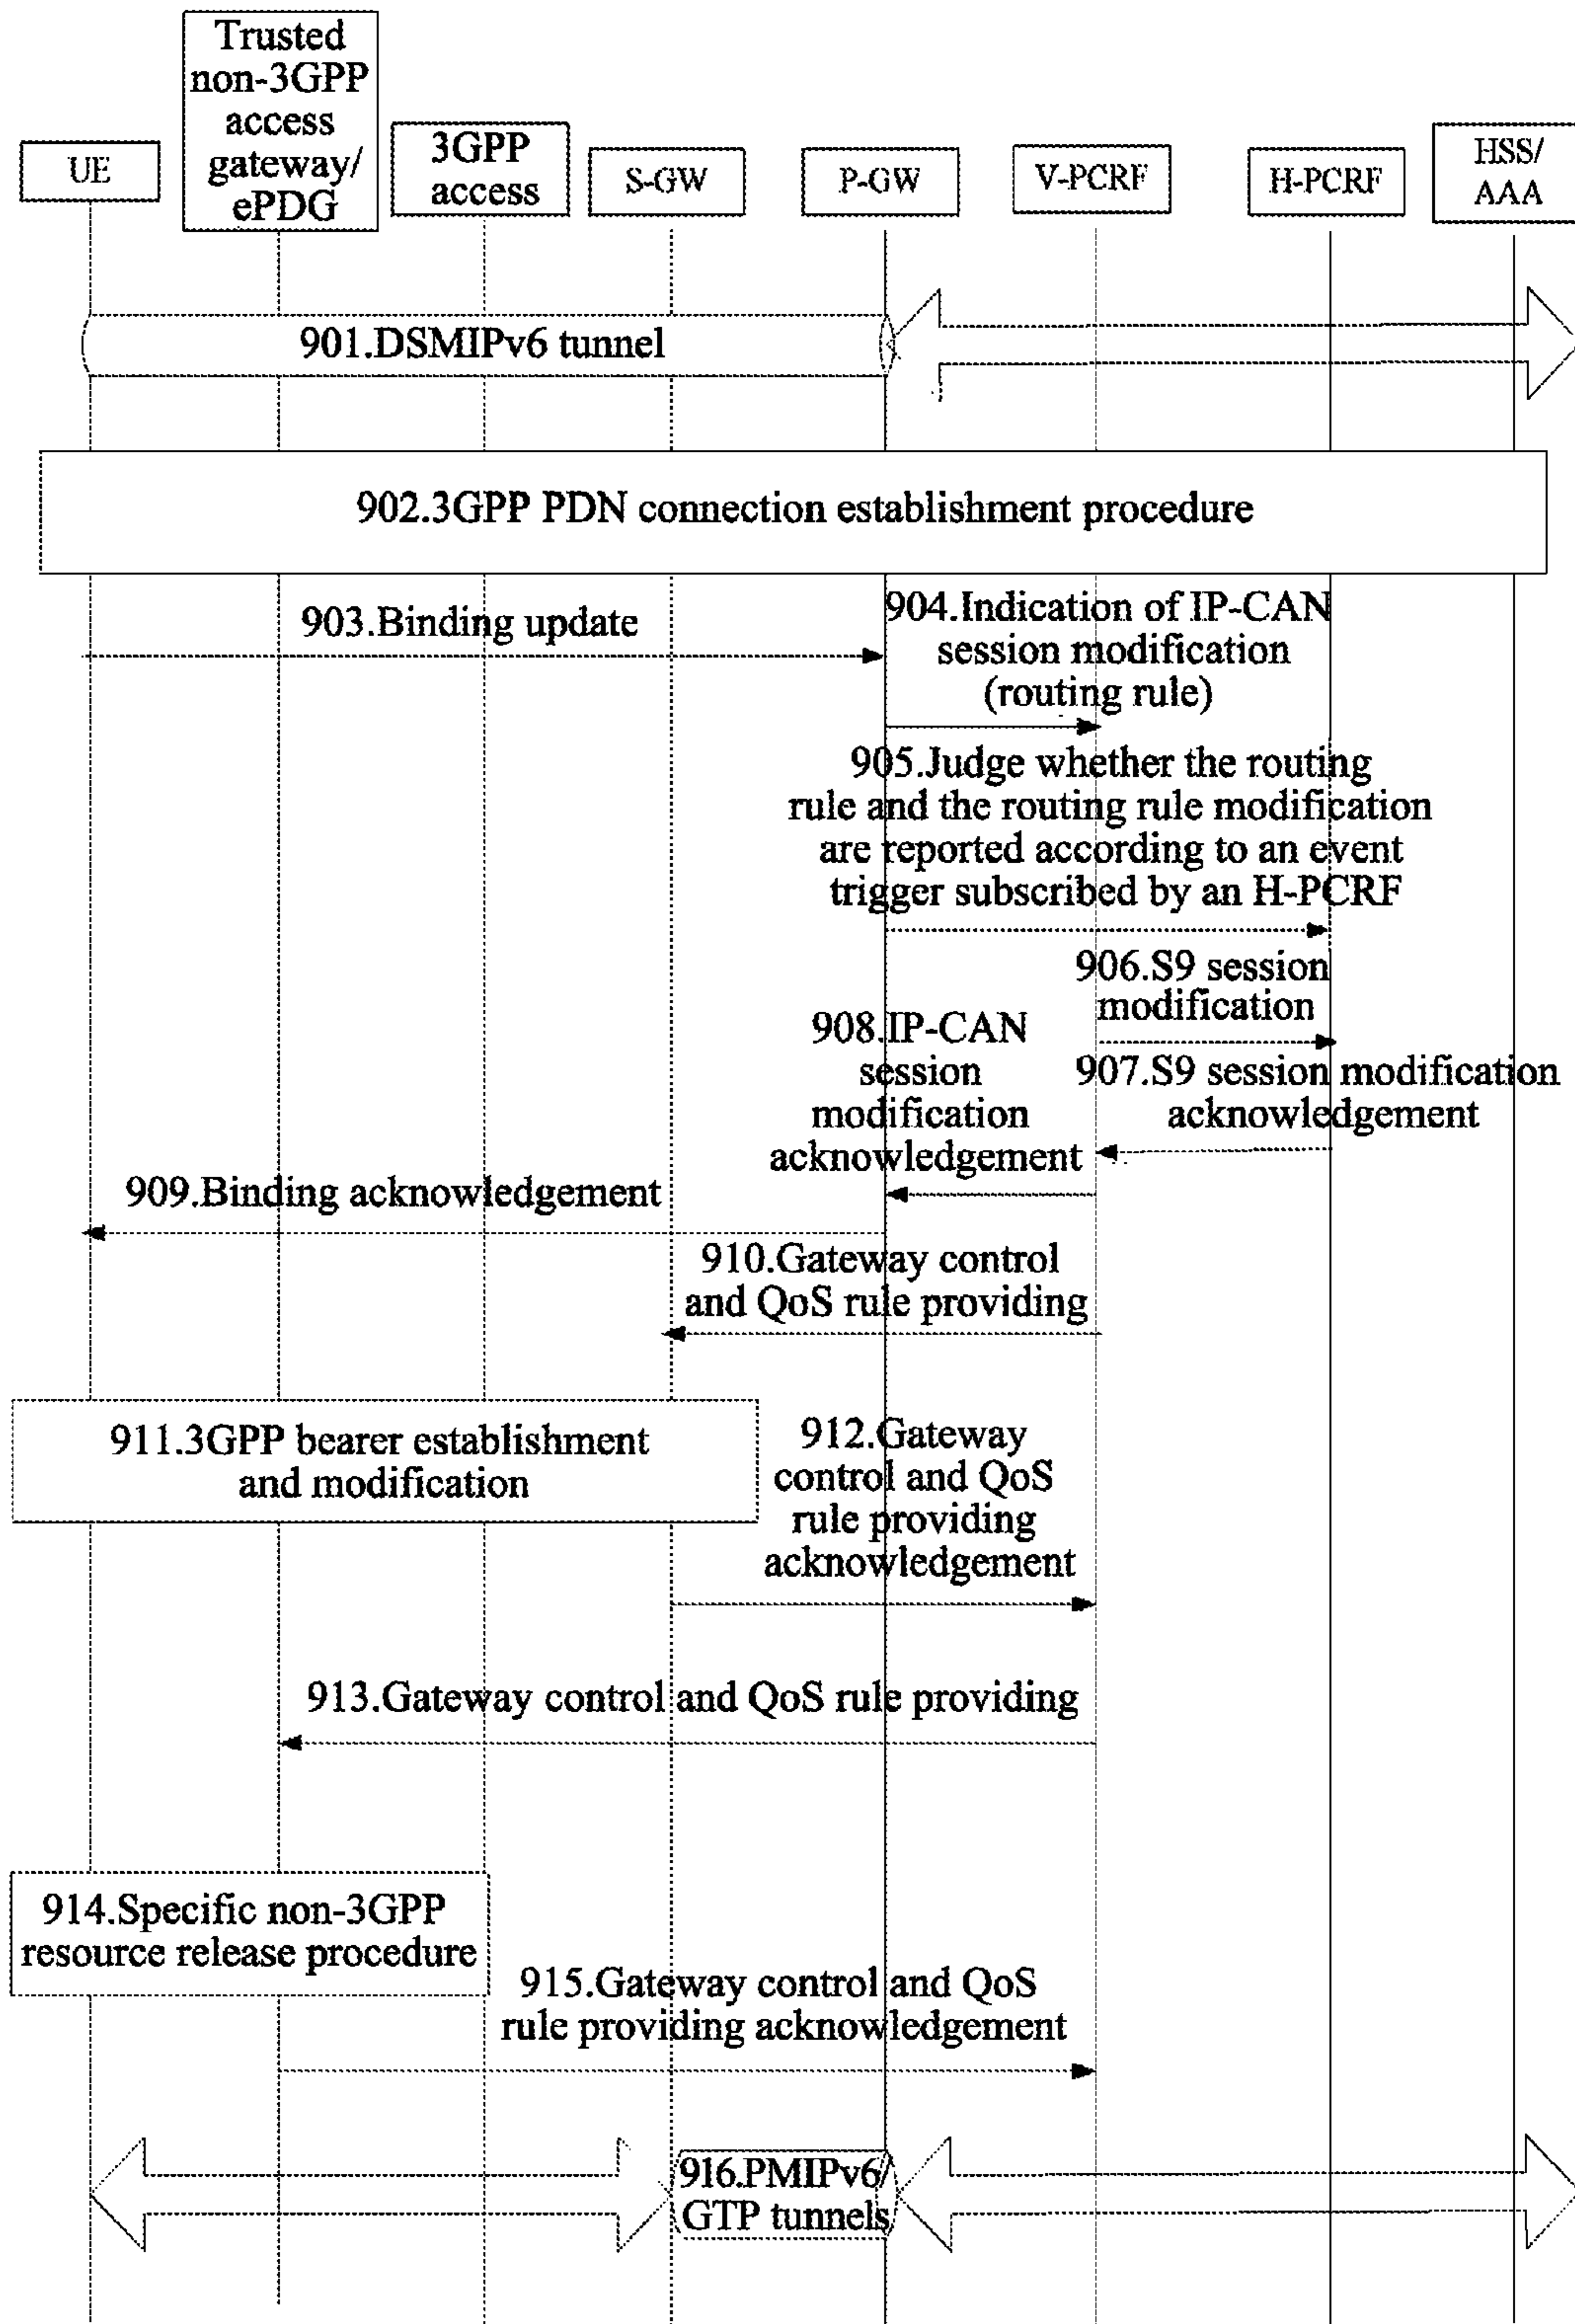 Trusted
non-3GPP
access
gateway/
ePDG
UE
3GPP
access
S-GW
P-GW
V-PCRF
H-PCRF
HSS/
AAA
901.DSMIPv6 tunnel
902.3GPP PDN connection establishment procedure
903.Binding update
904.Indication of IP-CAN
session modification
(routing rule)
905.Judge whether the routing
rule and the routing rule modification
are reported according to an event
trigger subscribed by an H-PCRF
906.S9 session
modification
908.IP-CAN
session
modification
acknowledgement
907.S9 session modification
acknowledgement
909.Binding acknowledgement
910.Gateway control
and QoS rule providing
911.3GPP bearer establishment
and modification
912.Gateway
control and QoS
rule providing
acknowledgement
913.Gateway control and QoS rule providing
914.Specific non-3GPP
resource release procedure
915.Gateway control and QoS
rule providing acknowledgement
916.PMIPv6/
GTP tunnels